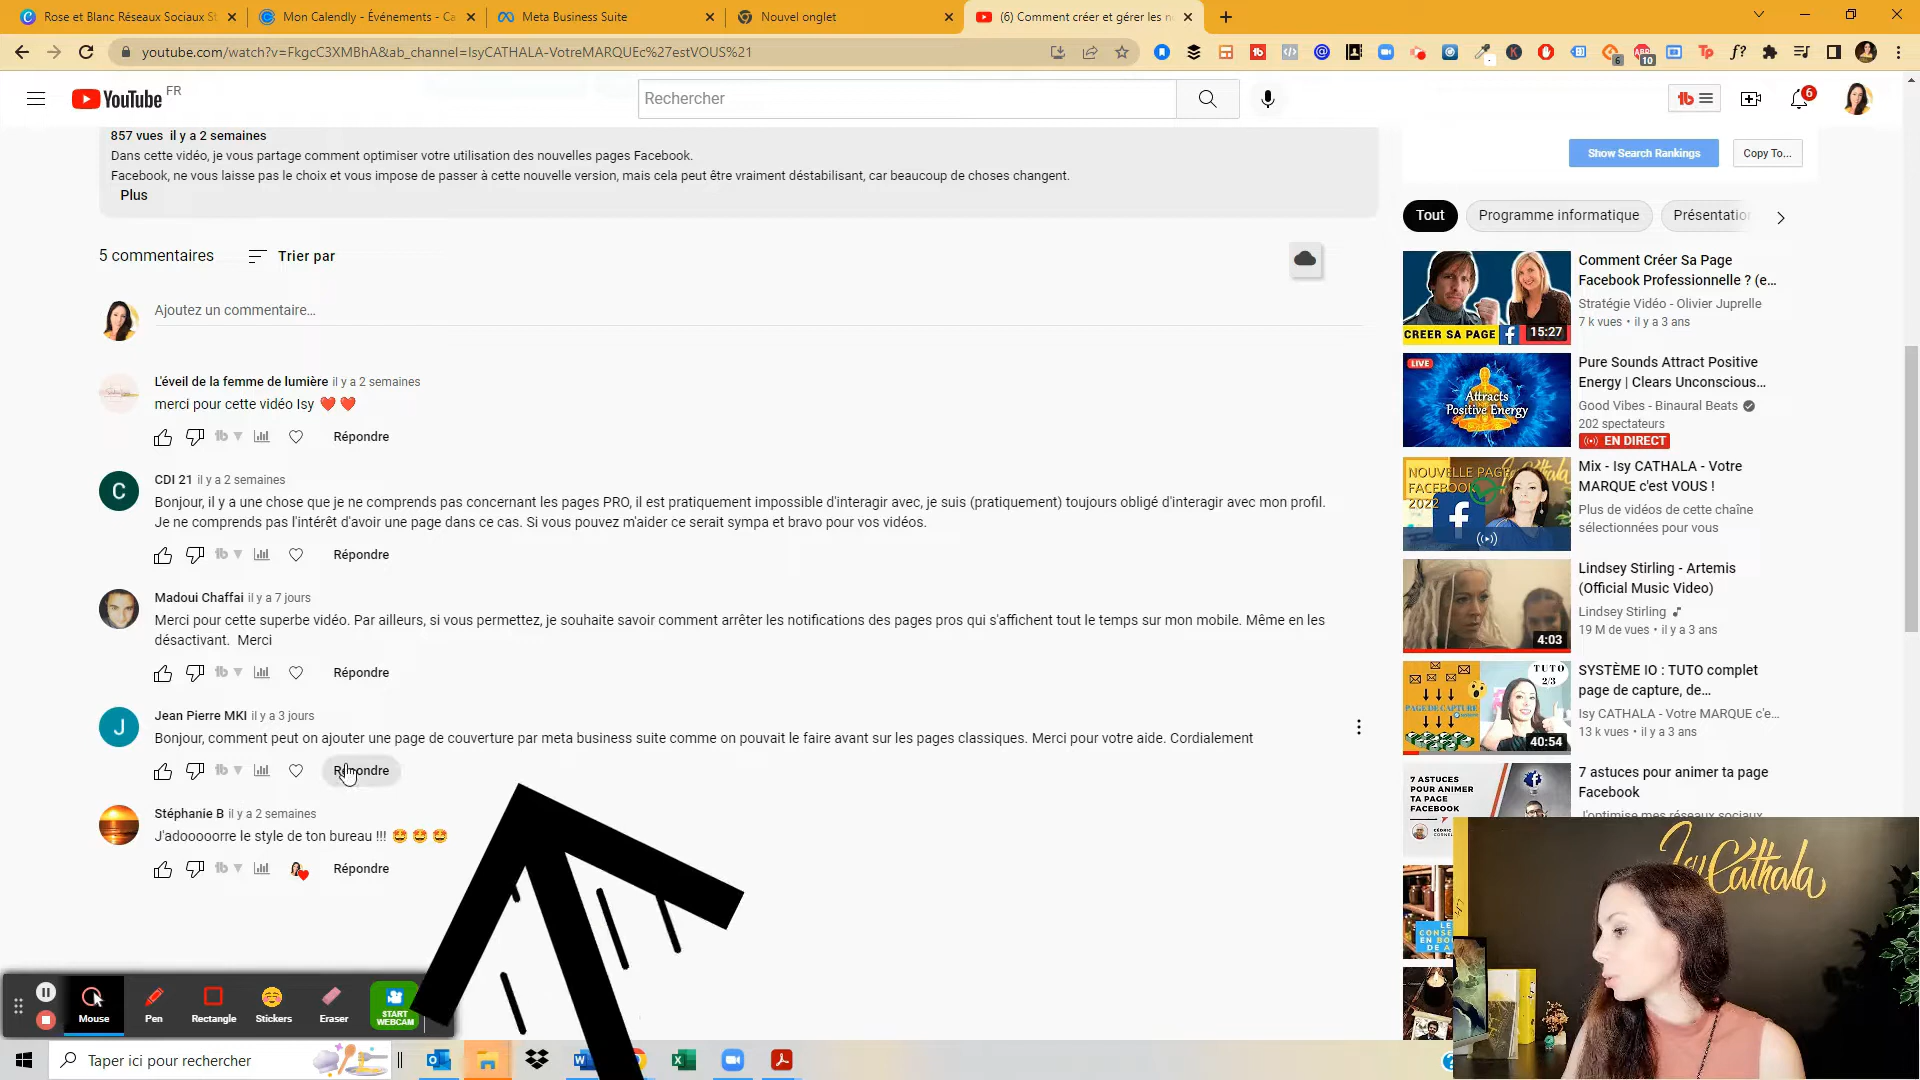 Rose et Blanc Réseaux Sociaux St
Mon Calendly - Événements - Ca
Meta Business Suite
Nouvel onglet
(6) Comment créer et gérer les n
youtube.com/watch?v=FkgcC3XMBhA&ab_channel=IsyCATHALA-VotreMARQUEc%27estVOUS%21
YouTube FR
Rechercher
6
857 vues il y a 2 semaines
Dans cette vidéo, je vous partage comment optimiser votre utilisation des nouvelles pages Facebook.
Facebook, ne vous laisse pas le choix et vous impose de passer à cette nouvelle version, mais cela peut être vraiment déstabilisant, car beaucoup de choses changent.
Plus
5 commentaires
Trier par
Ajoutez un commentaire...
L'éveil de la femme de lumière il y a 2 semaines
merci pour cette vidéo Isy ❤️ ❤️
Répondre
CDI 21 il y a 2 semaines
Bonjour, il y a une chose que je ne comprends pas concernant les pages PRO, il est pratiquement impossible d'interagir avec, je suis (pratiquement) toujours obligé d'interagir avec mon profil.
Je ne comprends pas l'intérêt d'avoir une page dans ce cas. Si vous pouvez m'aider ce serait sympa et bravo pour vos vidéos.
Répondre
Madoui Chaffai il y a 7 jours
Merci pour cette superbe vidéo. Par ailleurs, si vous permettez, je souhaite savoir comment arrêter les notifications des pages pros qui s'affichent tout le temps sur mon mobile. Même en les
désactivant. Merci
Répondre
Jean Pierre MKI il y a 3 jours
Bonjour, comment peut on ajouter une page de couverture par meta business suite comme on pouvait le faire avant sur les pages classiques. Merci pour votre aide. Cordialement
Répondre
Stéphanie B il y a 2 semaines
J'adooooorre le style de ton bureau !!! 🤩 🤩 🤩
Répondre
Show Search Rankings
Copy To...
Tout
Programme informatique
Présentatio
CREER SA PAGE
15:27
Comment Créer Sa Page
Facebook Professionnelle ? (e...
Stratégie Vidéo - Olivier Juprelle
7 k vues • il y a 3 ans
LIVE
Attracts
Positive Energy
Pure Sounds Attract Positive
Energy | Clears Unconscious...
Good Vibes - Binaural Beats
202 spectateurs
EN DIRECT
NOUVELLE PAGE
FACEBOOK
2022
Mix - Isy CATHALA - Votre
MARQUE c'est VOUS !
Plus de vidéos de cette chaîne
sélectionnées pour vous
4:03
Lindsey Stirling - Artemis
(Official Music Video)
Lindsey Stirling
19 M de vues • il y a 3 ans
TUTO
2/3
PAGE DE CAPTURE
40:54
SYSTÈME IO : TUTO complet
page de capture, de...
Isy CATHALA - Votre MARQUE c'e...
13 k vues • il y a 3 ans
7 ASTUCES
POUR ANIMER
TA PAGE
FACEBOOK
7 astuces pour animer ta page
Facebook
J'optimise mes réseaux sociaux
Isy Cathala
Mouse
Pen
Rectangle
Stickers
Eraser
START
WEBCAM
Taper ici pour rechercher